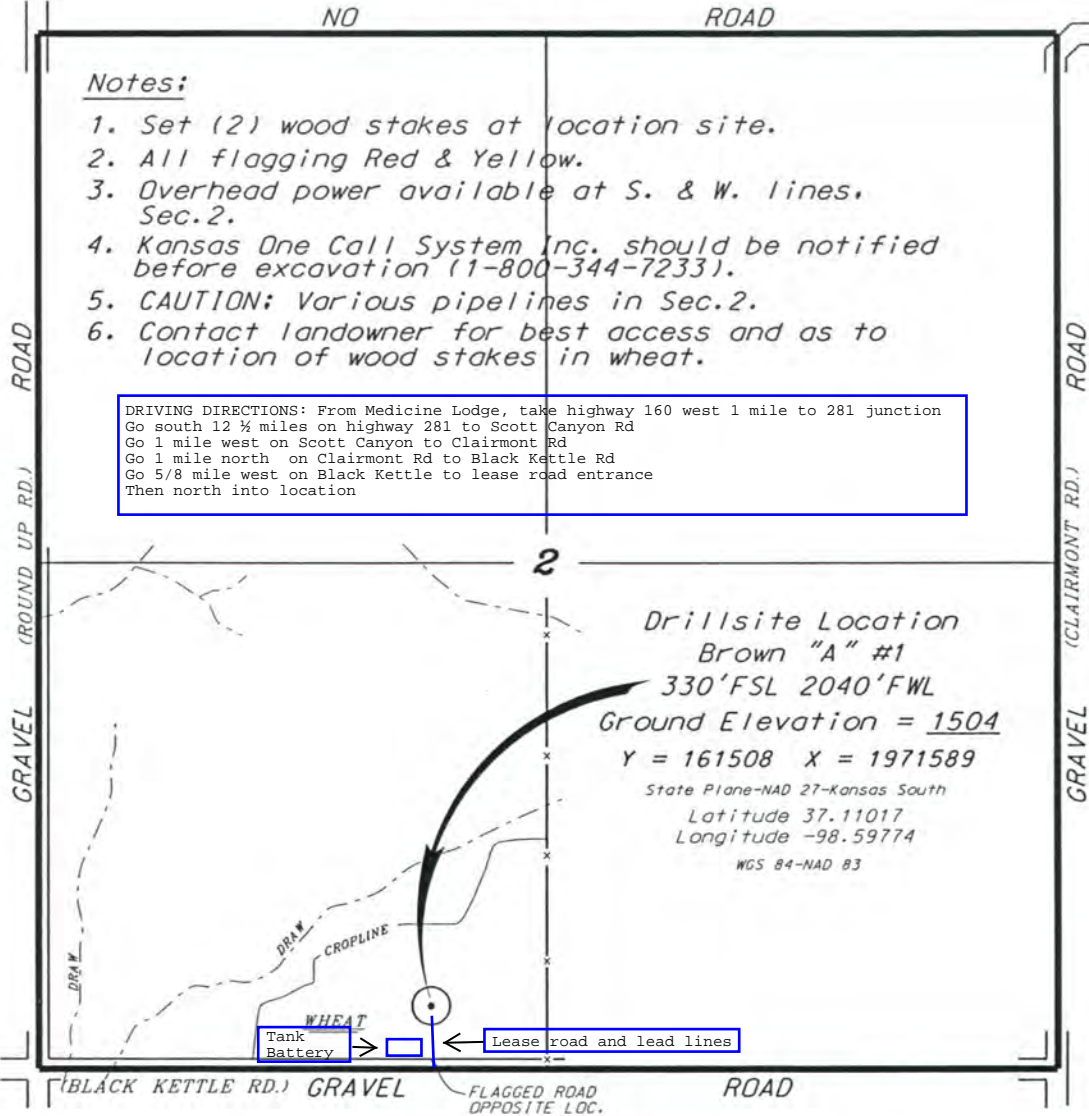 NO ROAD
Notes:
1. Set (2) wood stakes at location site.
2. All flagging Red & Yellow.
3. Overhead power available at S. & W. lines.
Sec.2.
4. Kansas One Call System Inc. should be notified
before excavation (1-800-344-7233).
5. CAUTION: Various pipelines in Sec.2.
6. Contact landowner for best access and as to
location of wood stakes in wheat.
GRAVEL (ROUND UP RD.) ROAD
GRAVEL (CLAIRMONT RD.) ROAD
DRIVING DIRECTIONS: From Medicine Lodge, take highway 160 west 1 mile to 281 junction
Go south 12 ½ miles on highway 281 to Scott Canyon Rd
Go 1 mile west on Scott Canyon to Clairmont Rd
Go 1 mile north on Clairmont Rd to Black Kettle Rd
Go 5/8 mile west on Black Kettle to lease road entrance
Then north into location
2
Drillsite Location
Brown "A" #1
330'FSL 2040'FWL
Ground Elevation = 1504
Y = 161508 X = 1971589
State Plane-NAD 27-Kansas South
Latitude 37.11017
Longitude -98.59774
WGS 84-NAD 83
DRAW
DRAW
CROPLINE
WHEAT
Tank
Battery
Lease road and lead lines
(BLACK KETTLE RD.) GRAVEL ROAD
FLAGGED ROAD
OPPOSITE LOC.